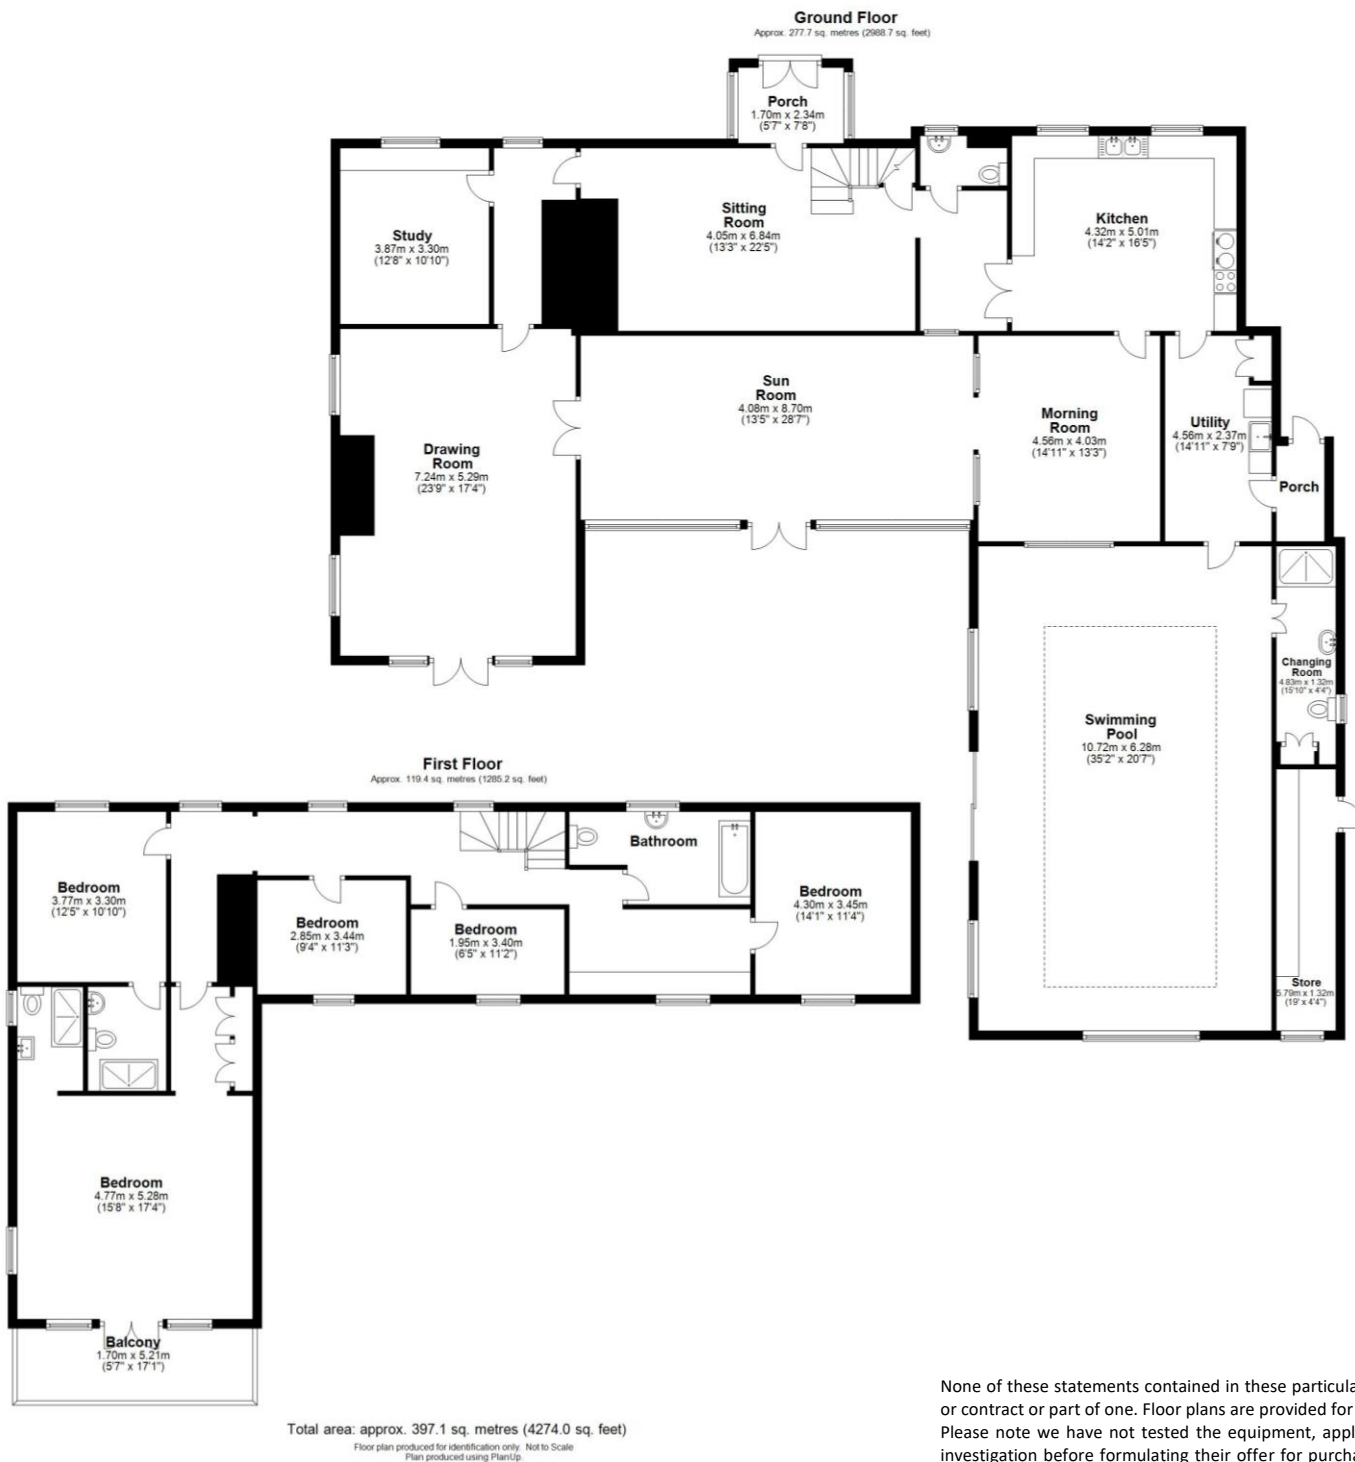 Ground Floor
Approx. 277.7 sq. metres (2988.7 sq. feet)
Porch
1.70m x 2.34m
(5'7" x 7'8")
Study
3.87m x 3.30m
(12'8" x 10'10")
Sitting
Room
4.05m x 6.84m
(13'3" x 22'5")
Kitchen
4.32m x 5.01m
(14'2" x 16'5")
Drawing
Room
7.24m x 5.29m
(23'9" x 17'4")
Sun
Room
4.08m x 8.70m
(13'5" x 28'7")
Morning
Room
4.56m x 4.03m
(14'11" x 13'3")
Utility
4.56m x 2.37m
(14'11" x 7'9")
Porch
Changing
Room
4.83m x 1.32m
(15'10" x 4'4")
Swimming
Pool
10.72m x 6.28m
(35'2" x 20'7")
Store
5.79m x 1.32m
(19' x 4'4")
First Floor
Approx. 119.4 sq. metres (1285.2 sq. feet)
Bedroom
3.77m x 3.30m
(12'5" x 10'10")
Bedroom
2.85m x 3.44m
(9'4" x 11'3")
Bedroom
1.95m x 3.40m
(6'5" x 11'2")
Bathroom
Bedroom
4.30m x 3.45m
(14'1" x 11'4")
Bedroom
4.77m x 5.28m
(15'8" x 17'4")
Balcony
1.70m x 5.21m
(5'7" x 17'1")
Total area: approx. 397.1 sq. metres (4274.0 sq. feet)
Floor plan produced for identification only. Not to Scale
Plan produced using PlanUp.
None of these statements contained in these particula
or contract or part of one. Floor plans are provided for
Please note we have not tested the equipment, appl
investigation before formulating their offer for purcha